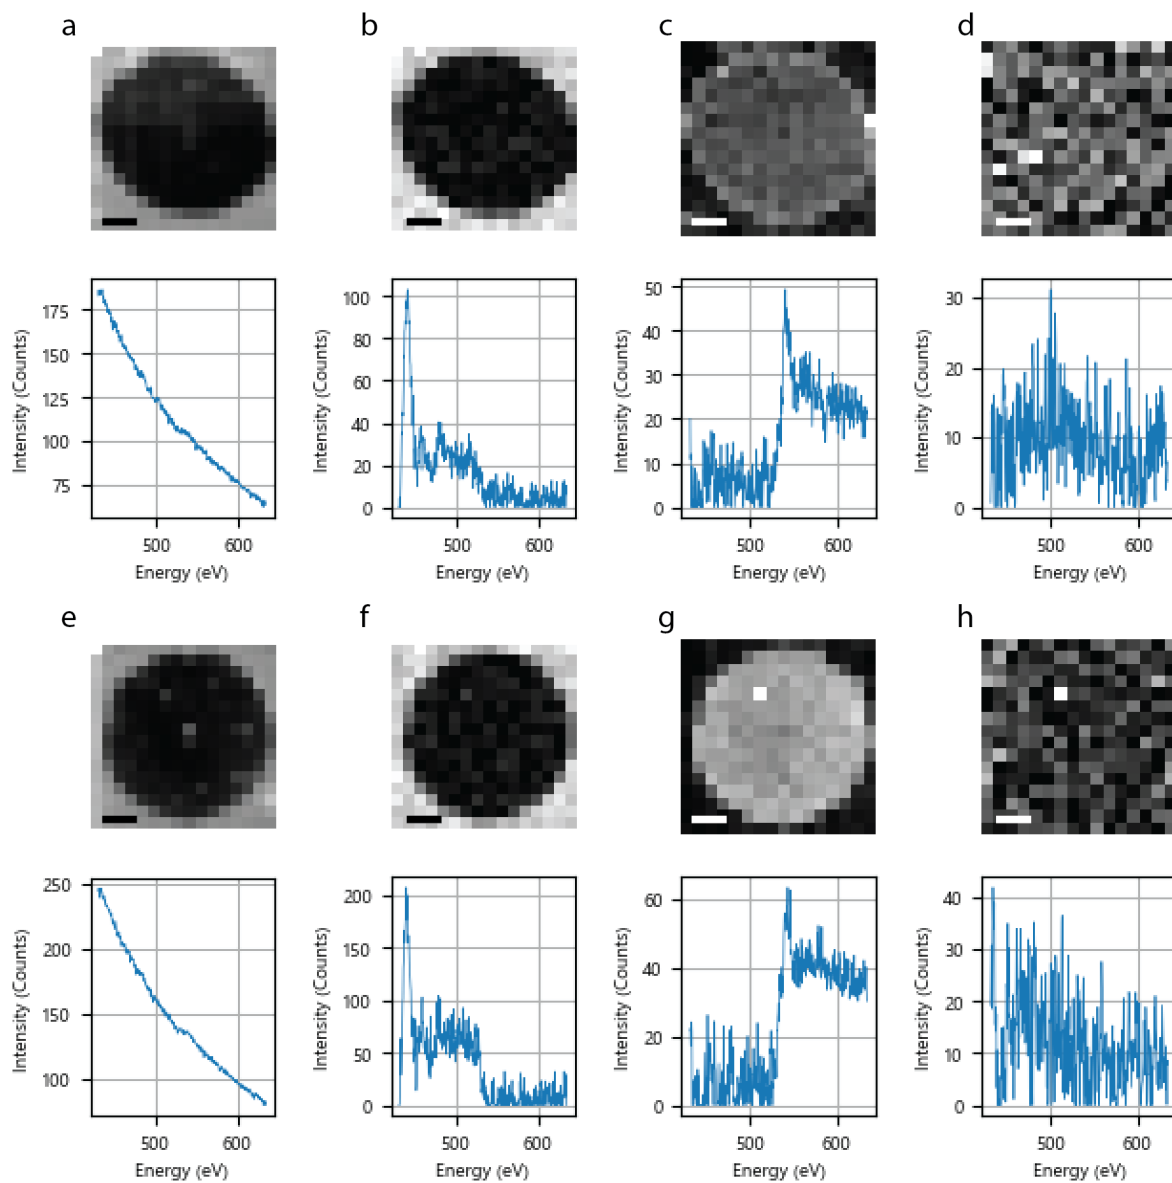 a b c d
Intensity (Counts) 175 150 125 100 75
500 600
Energy (eV)
Intensity (Counts) 100 80 60 40 20 0
500 600
Energy (eV)
Intensity (Counts) 50 40 30 20 10 0
500 600
Energy (eV)
Intensity (Counts) 30 20 10 0
500 600
Energy (eV)
e f g h
Intensity (Counts) 250 200 150 100
500 600
Energy (eV)
Intensity (Counts) 200 150 100 50 0
500 600
Energy (eV)
Intensity (Counts) 60 40 20 0
500 600
Energy (eV)
Intensity (Counts) 40 30 20 10 0
500 600
Energy (eV)